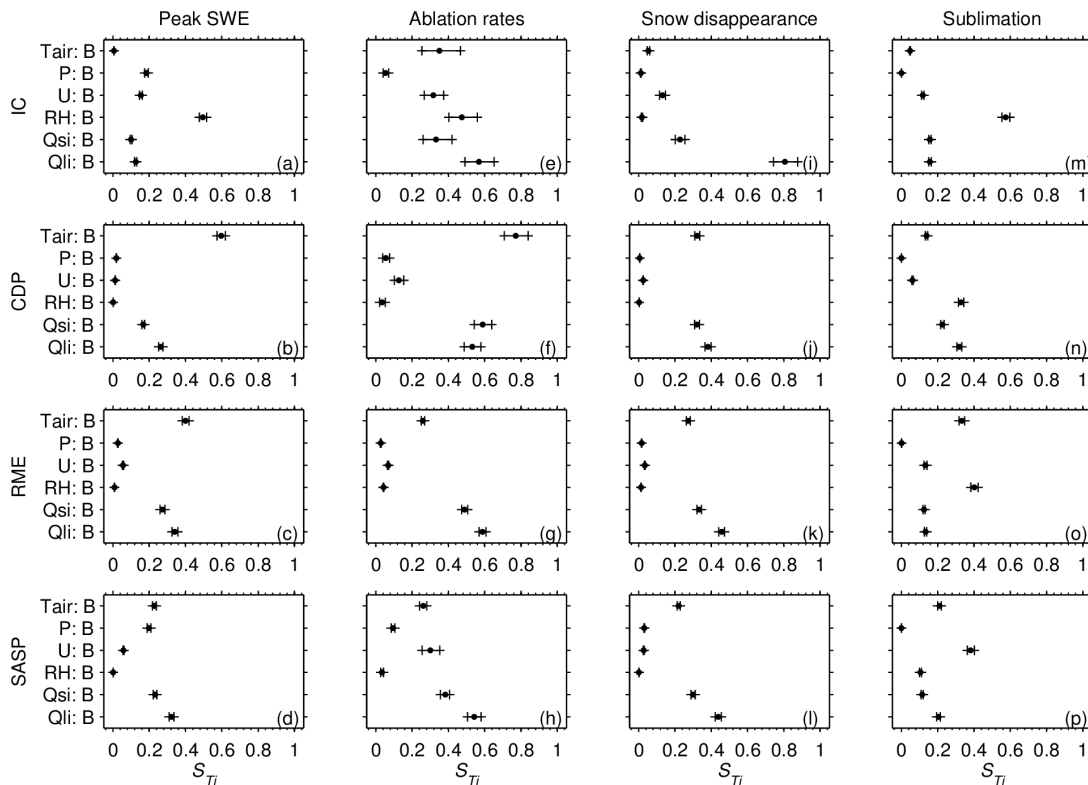 Peak SWE Ablation rates Snow disappearance Sublimation
IC
Tair: B
P: B
U: B
RH: B
Qsi: B
Qli: B
(a) (e) (i) (m)
0 0.2 0.4 0.6 0.8 1 0 0.2 0.4 0.6 0.8 1 0 0.2 0.4 0.6 0.8 1 0 0.2 0.4 0.6 0.8 1
CDP
Tair: B
P: B
U: B
RH: B
Qsi: B
Qli: B
(b) (f) (j) (n)
0 0.2 0.4 0.6 0.8 1 0 0.2 0.4 0.6 0.8 1 0 0.2 0.4 0.6 0.8 1 0 0.2 0.4 0.6 0.8 1
RME
Tair: B
P: B
U: B
RH: B
Qsi: B
Qli: B
(c) (g) (k) (o)
0 0.2 0.4 0.6 0.8 1 0 0.2 0.4 0.6 0.8 1 0 0.2 0.4 0.6 0.8 1 0 0.2 0.4 0.6 0.8 1
SASP
Tair: B
P: B
U: B
RH: B
Qsi: B
Qli: B
(d) (h) (l) (p)
0 0.2 0.4 0.6 0.8 1 0 0.2 0.4 0.6 0.8 1 0 0.2 0.4 0.6 0.8 1 0 0.2 0.4 0.6 0.8 1
S_Ti S_Ti S_Ti S_Ti